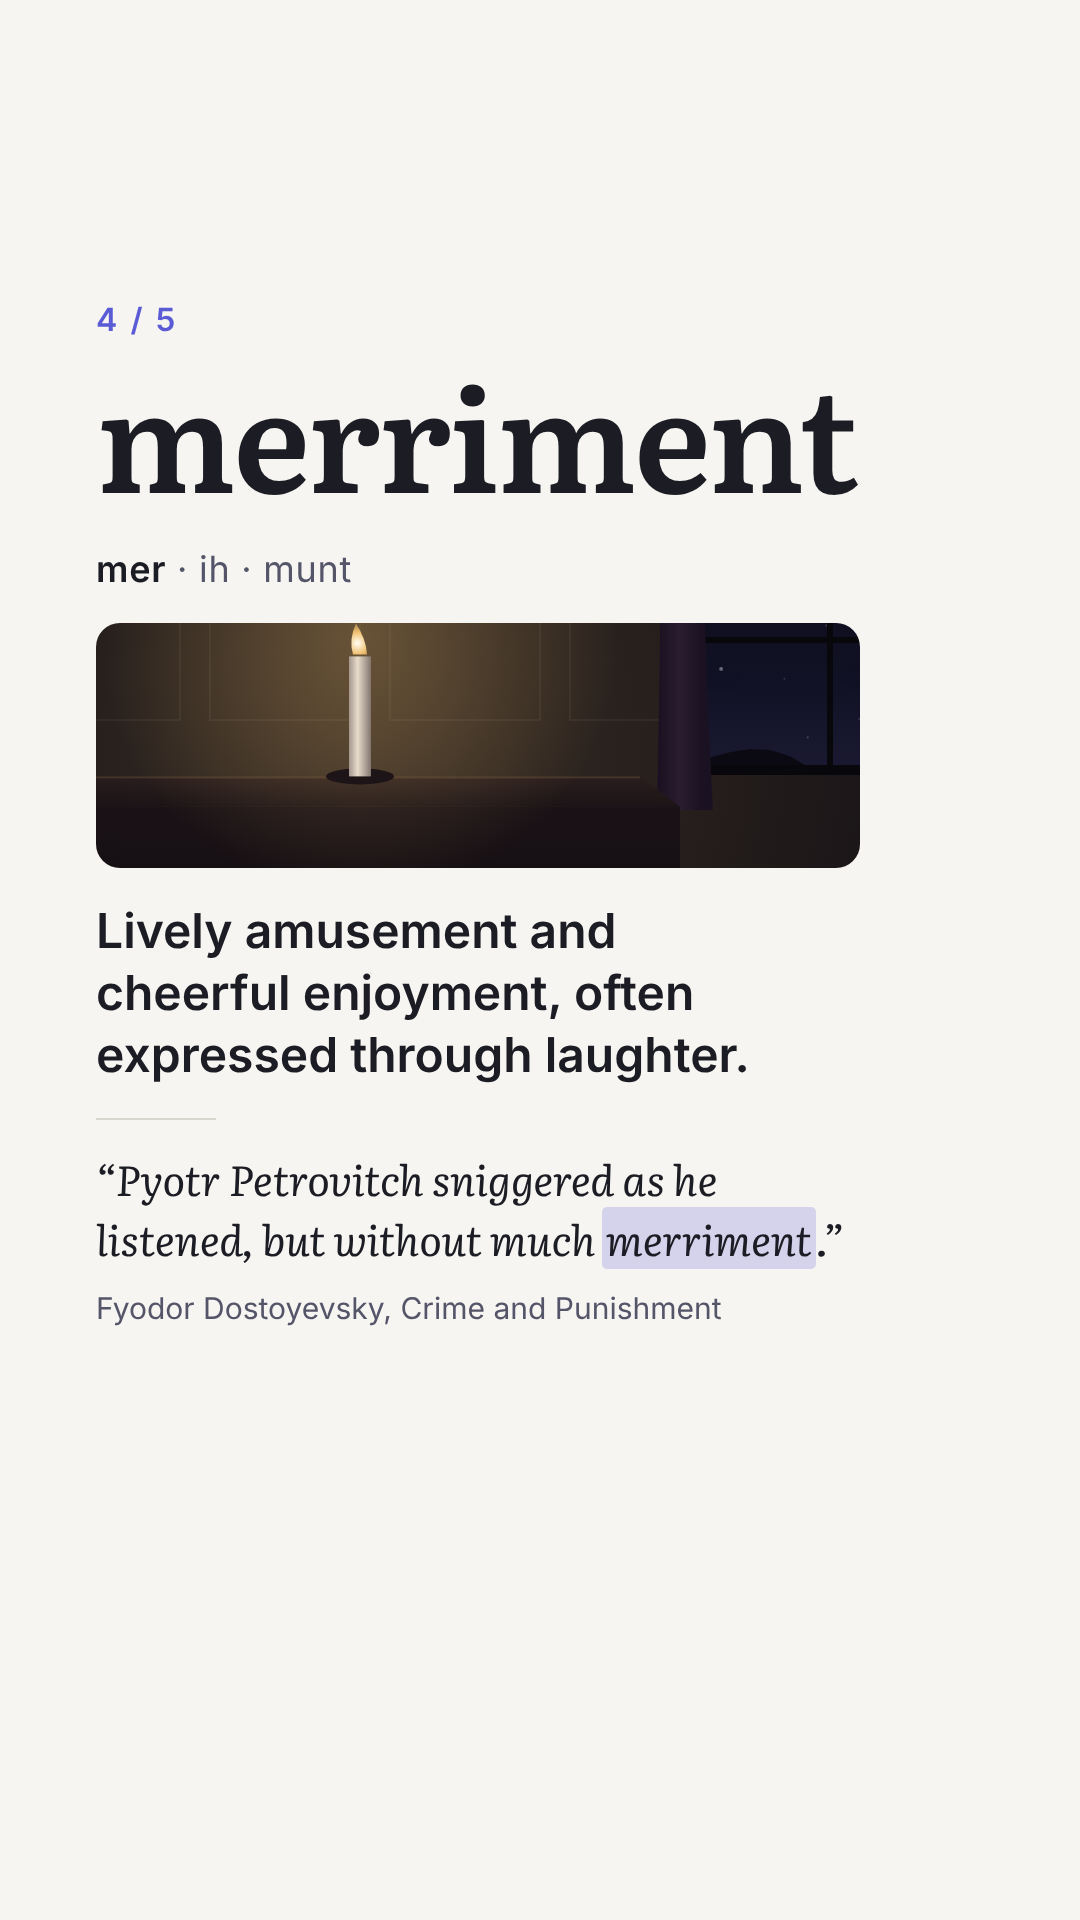 4 / 5
merriment
mer · ih · munt
Lively amusement and
cheerful enjoyment, often
expressed through laughter.
“Pyotr Petrovitch sniggered as he
listened, but without much merriment.”
Fyodor Dostoyevsky, Crime and Punishment